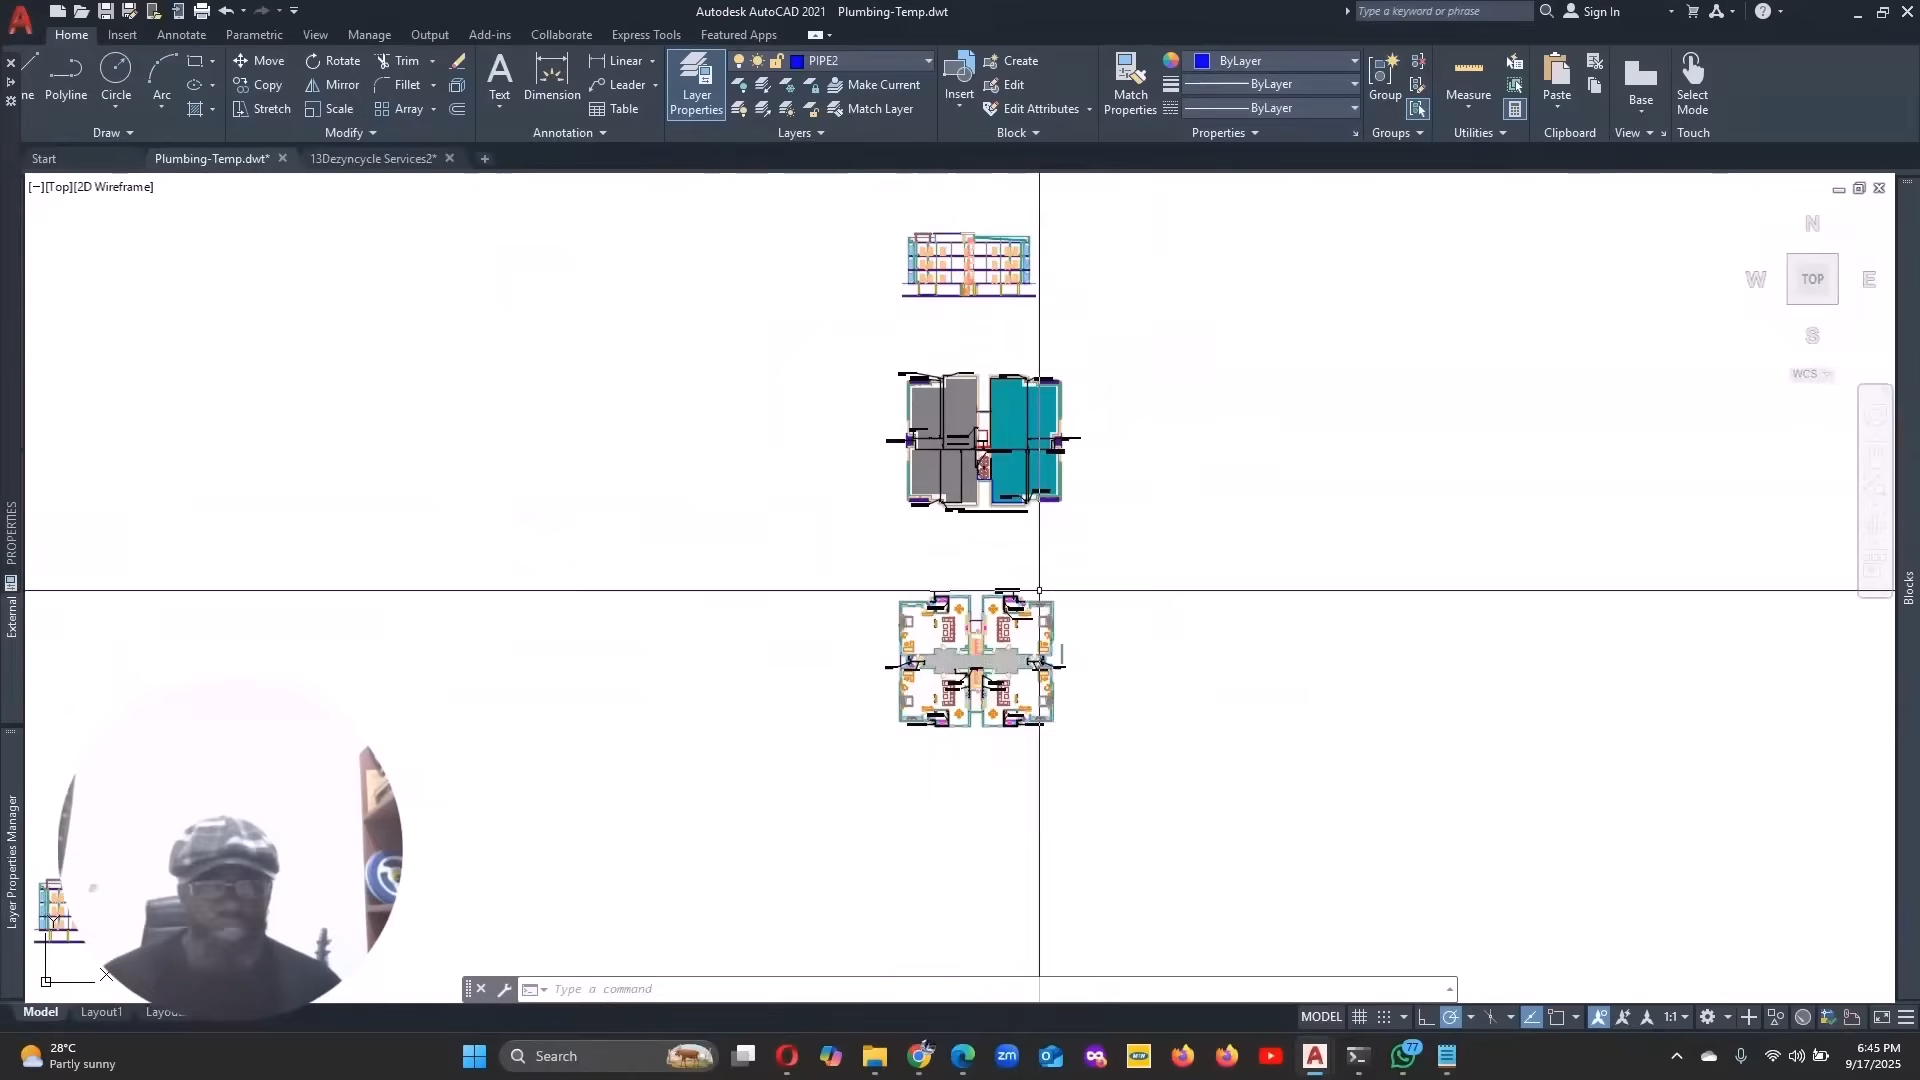 Autodesk AutoCAD 2021 Plumbing-Temp.dwt
Type a keyword or phrase
Sign In
Home Insert Annotate Parametric View Manage Output Add-ins Collaborate Express Tools Featured Apps
ne Polyline Circle Arc
Move Rotate Trim
Copy Mirror Fillet
Stretch Scale Array
Text Dimension
Linear
Leader
Table
Layer Properties
PIPE2
Make Current
Match Layer
Insert
Create
Edit
Edit Attributes
Match Properties
ByLayer
ByLayer
ByLayer
Group
Measure
Paste
Base
Select Mode
Draw Modify Annotation Layers Block Properties Groups Utilities Clipboard View Touch
Start Plumbing-Temp.dwt* 13Dezyncycle Services2*
[−][Top][2D Wireframe]
N
W TOP E
S
WCS
PROPERTIES
External
Layer Properties Manager
Blocks
Y
X
Type a command
Model Layout1 Layou
MODEL 1:1
28°C
Partly sunny
Search
zm
77
6:45 PM
9/17/2025